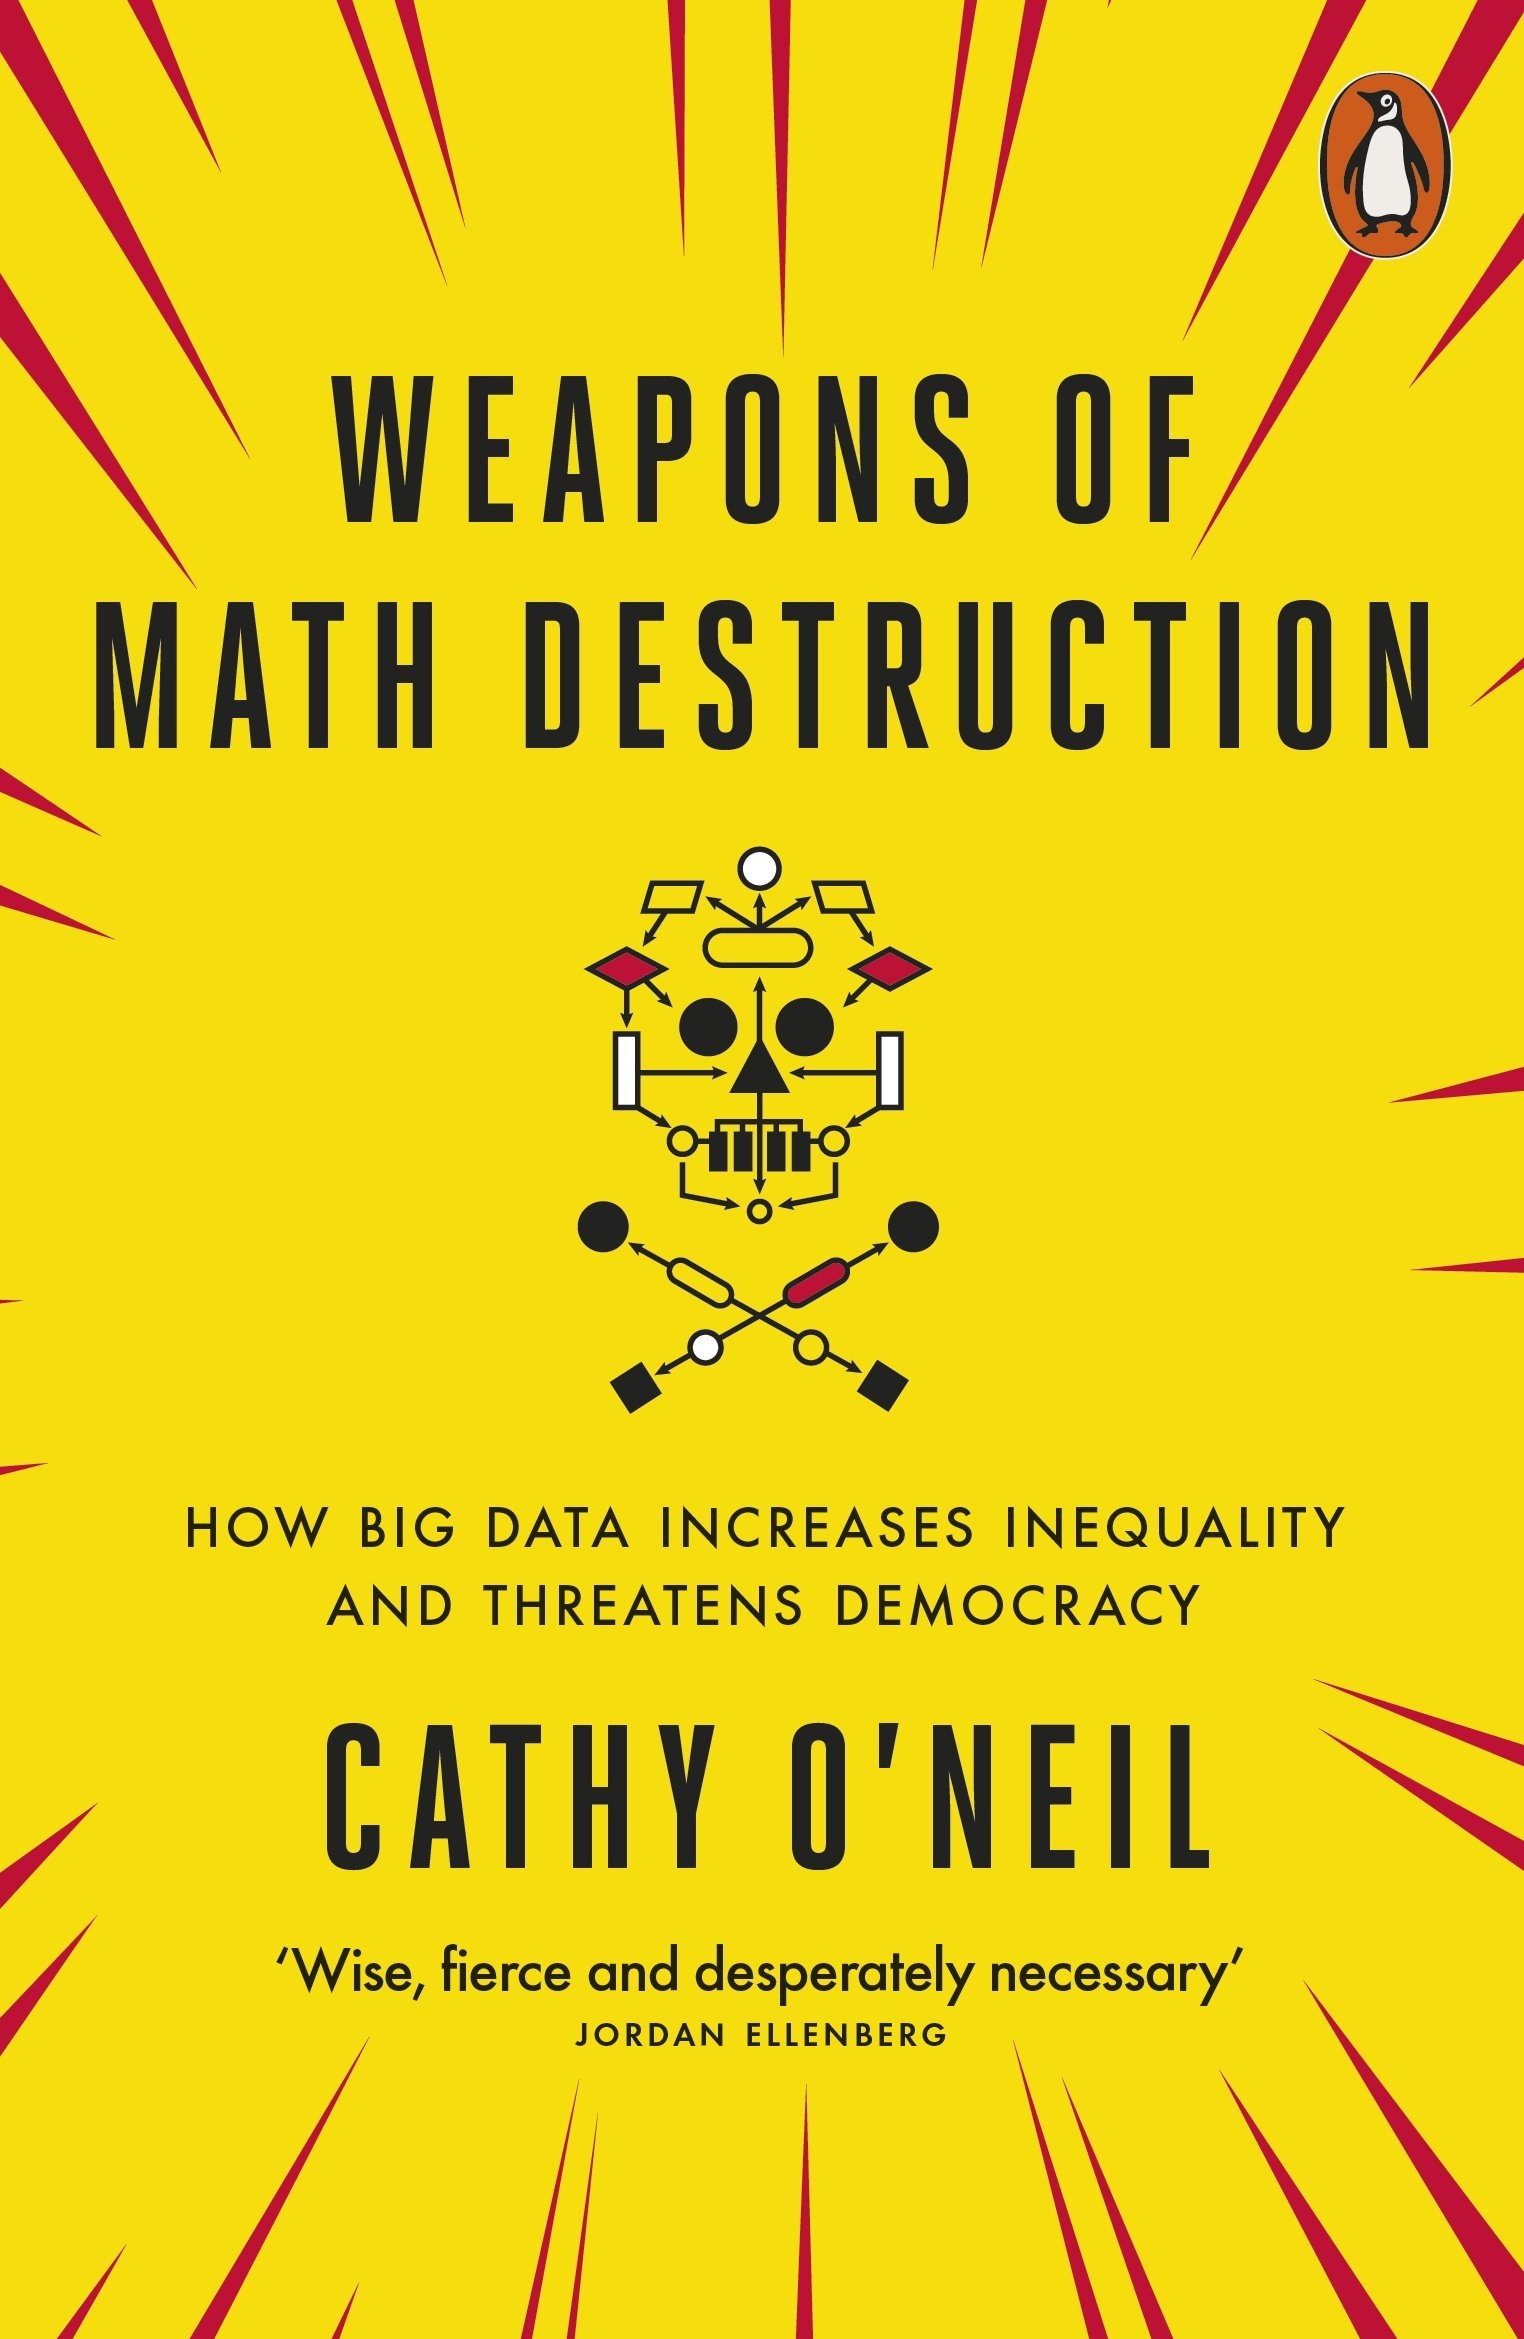 WEAPONS OF
MATH DESTRUCTION
HOW BIG DATA INCREASES INEQUALITY
AND THREATENS DEMOCRACY
CATHY O'NEIL
‘Wise, fierce and desperately necessary’
JORDAN ELLENBERG